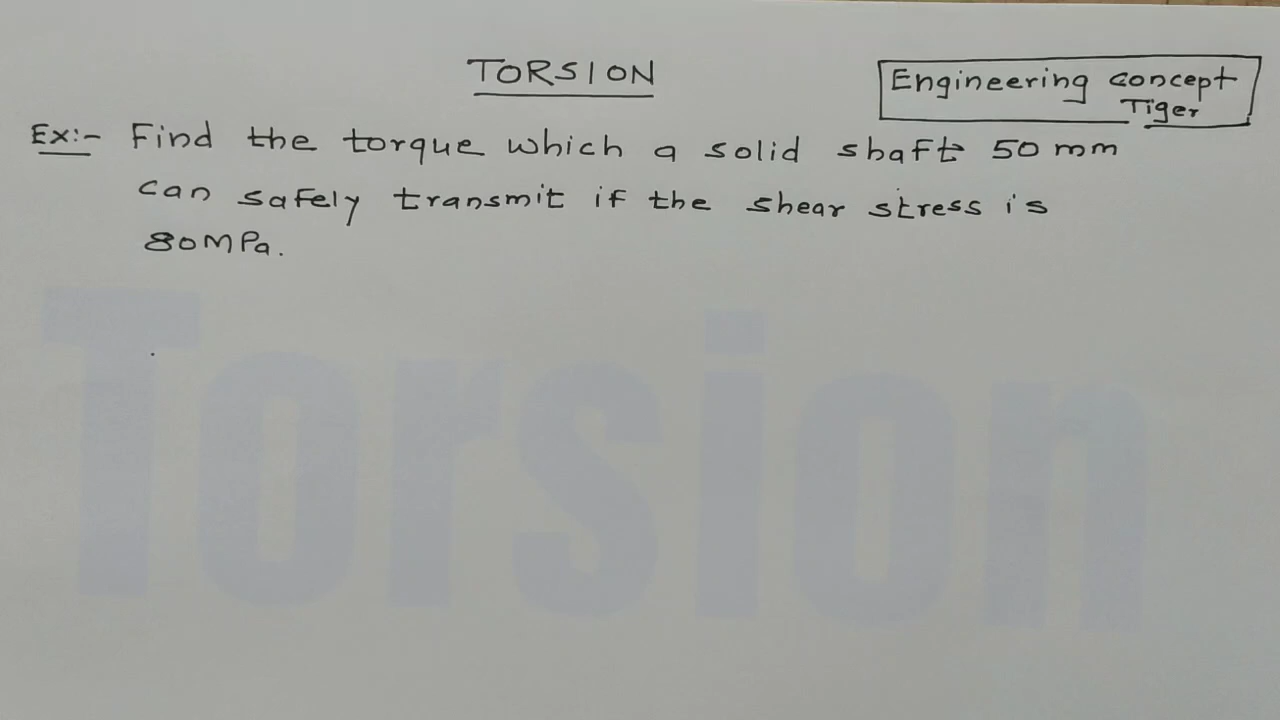 TORSION
Engineering concept
Tiger
Ex:- Find the torque which a solid shaft 50 mm
can safely transmit if the shear stress is
80MPa.
Torsion